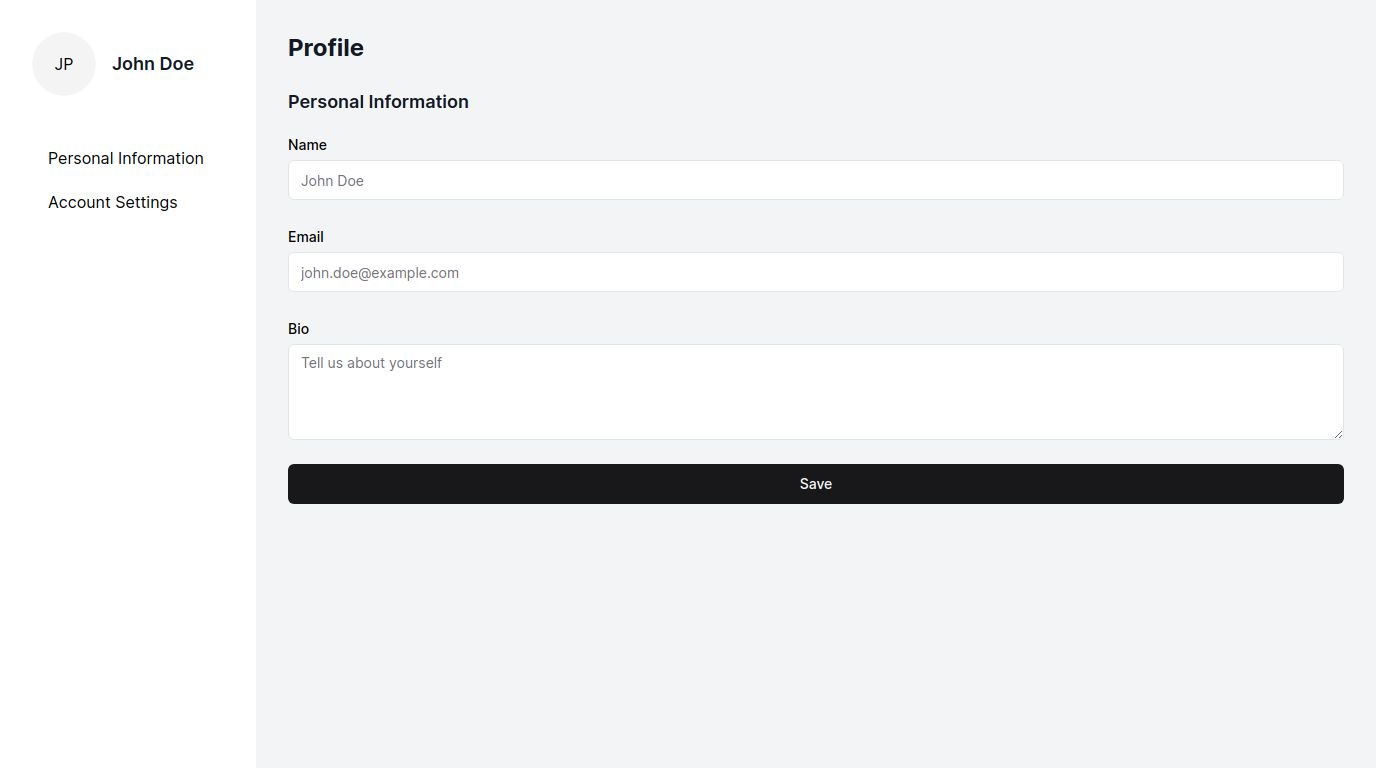 JP
John Doe
Personal Information
Account Settings
Profile
Personal Information
Name
John Doe
Email
john.doe@example.com
Bio
Tell us about yourself
Save